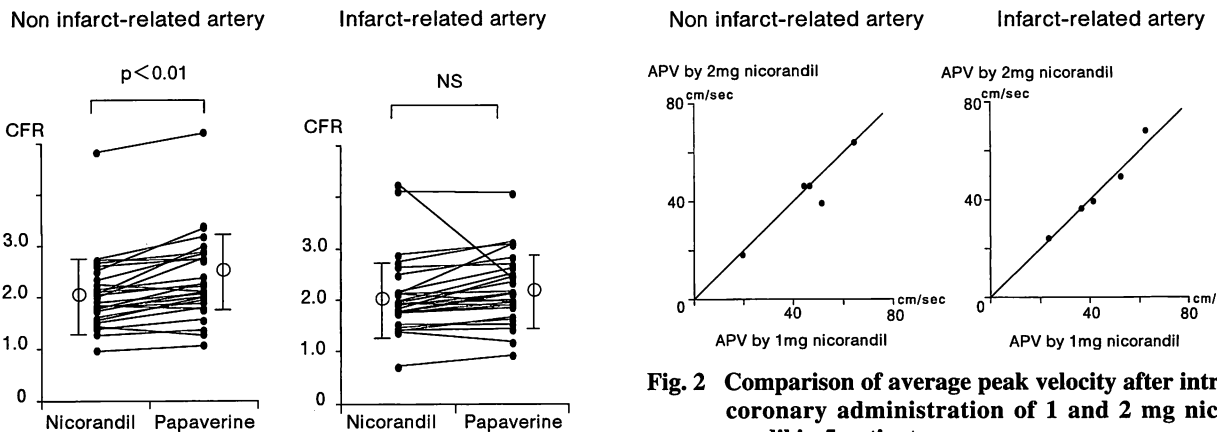 Non infarct-related artery
Infarct-related artery
p<0.01
NS
CFR
CFR
3.0
2.0
1.0
0
3.0
2.0
1.0
0
Nicorandil Papaverine
Nicorandil Papaverine
Non infarct-related artery
Infarct-related artery
APV by 2mg nicorandil
APV by 2mg nicorandil
80 cm/sec
40
0
40 80 cm/sec
APV by 1mg nicorandil
80 cm/sec
40
0
40 80 cm/
APV by 1mg nicorandil
Fig. 2 Comparison of average peak velocity after intr
coronary administration of 1 and 2 mg nic